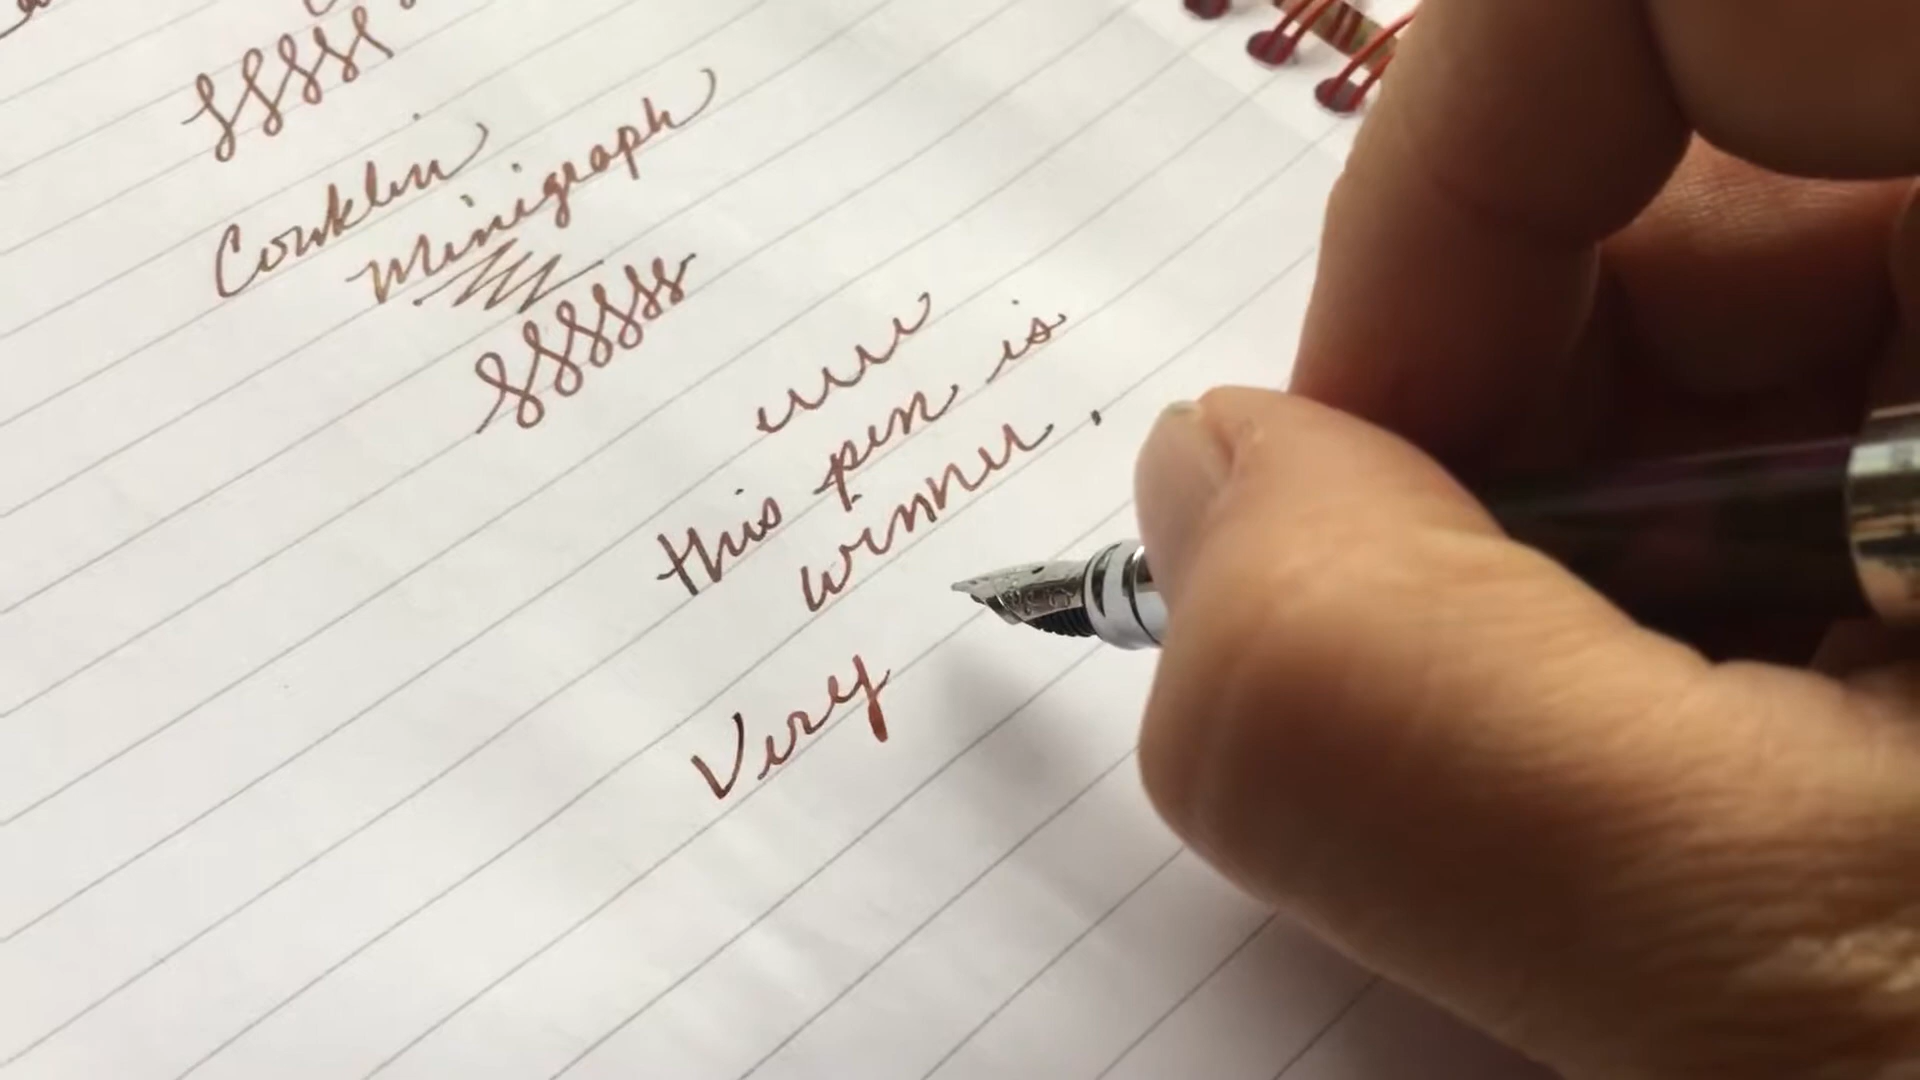 Conklin
Minigraph
this pen is
winner.
Very